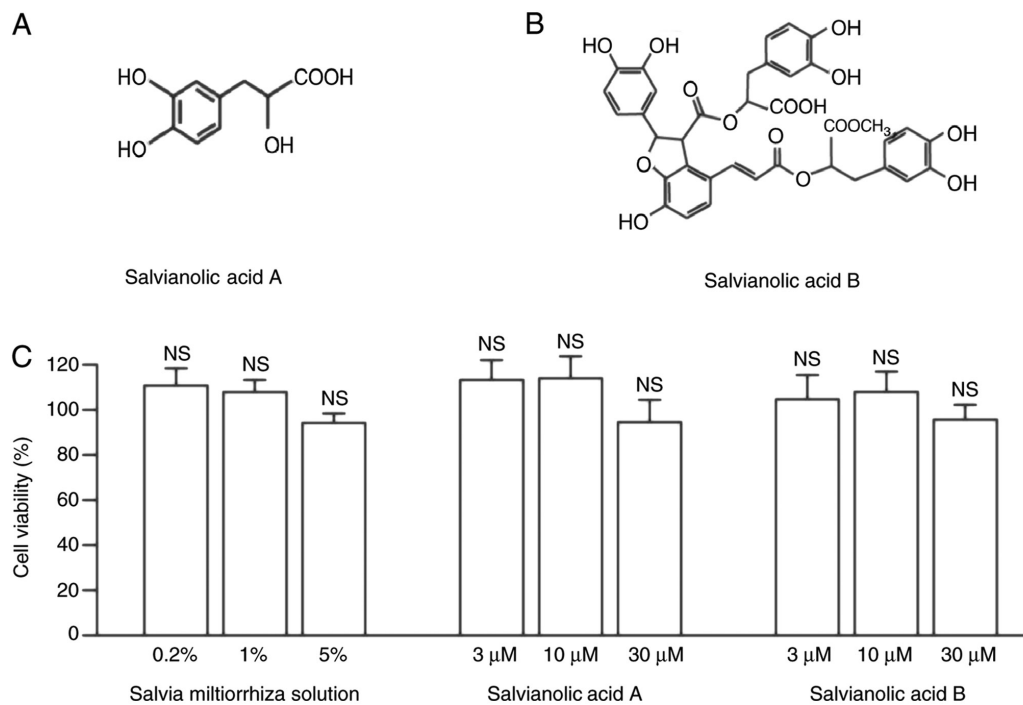 A
HO
HO
COOH
OH
Salvianolic acid A
B
HO
OH
OH
OH
O
O
COOH
O
O
O
COOCH3
OH
OH
HO
Salvianolic acid B
C
Cell viability (%)
120
100
80
60
40
20
0
NS
NS
NS
NS
NS
NS
NS
NS
NS
0.2%
1%
5%
3 μM
10 μM
30 μM
3 μM
10 μM
30 μM
Salvia miltiorrhiza solution
Salvianolic acid A
Salvianolic acid B